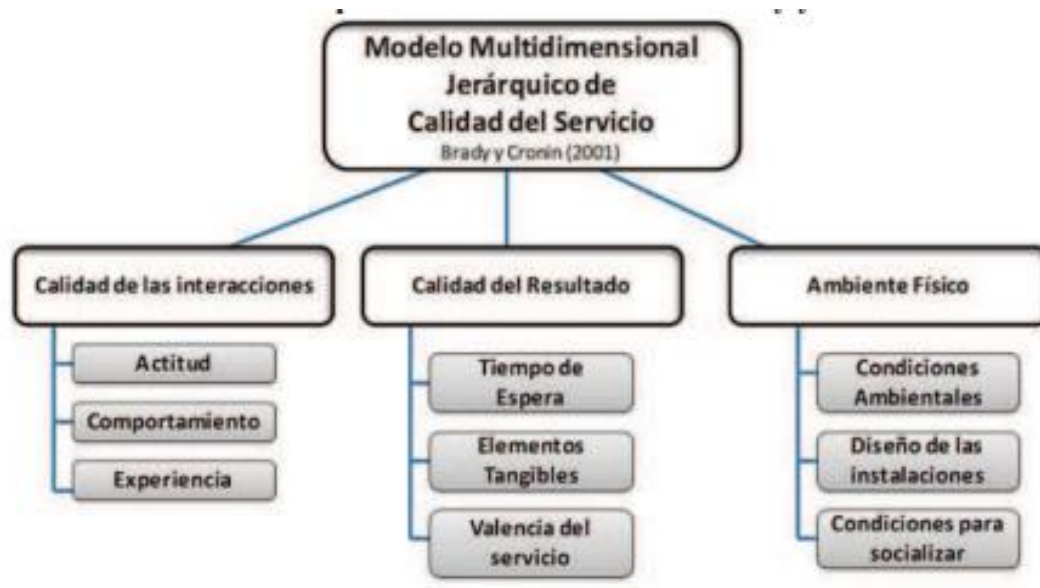 Modelo Multidimensional
Jerárquico de
Calidad del Servicio
Brady y Cronin (2001)
Calidad de las interacciones
Actitud
Comportamiento
Experiencia
Calidad del Resultado
Tiempo de
Espera
Elementos
Tangibles
Valencia del
servicio
Ambiente Físico
Condiciones
Ambientales
Diseño de las
instalaciones
Condiciones para
socializar